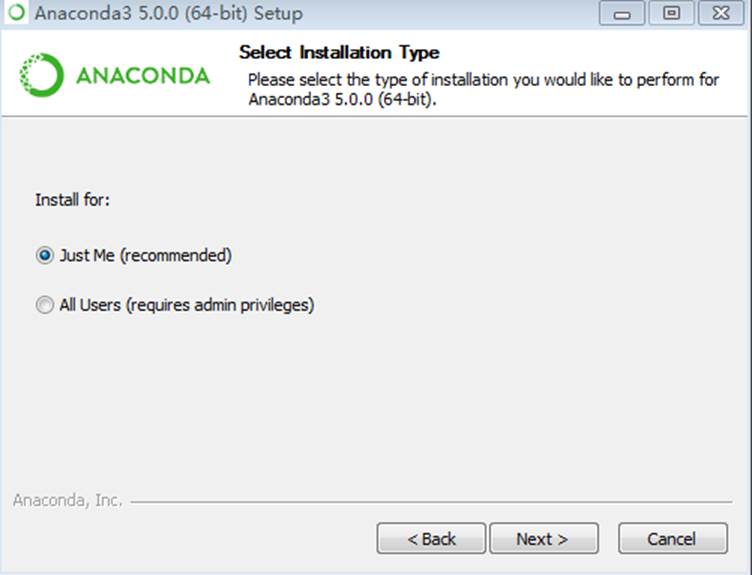 Anaconda3 5.0.0 (64-bit) Setup
ANACONDA
Select Installation Type
Please select the type of installation you would like to perform for
Anaconda3 5.0.0 (64-bit).
Install for:
Just Me (recommended)
All Users (requires admin privileges)
Anaconda, Inc.
< Back
Next >
Cancel